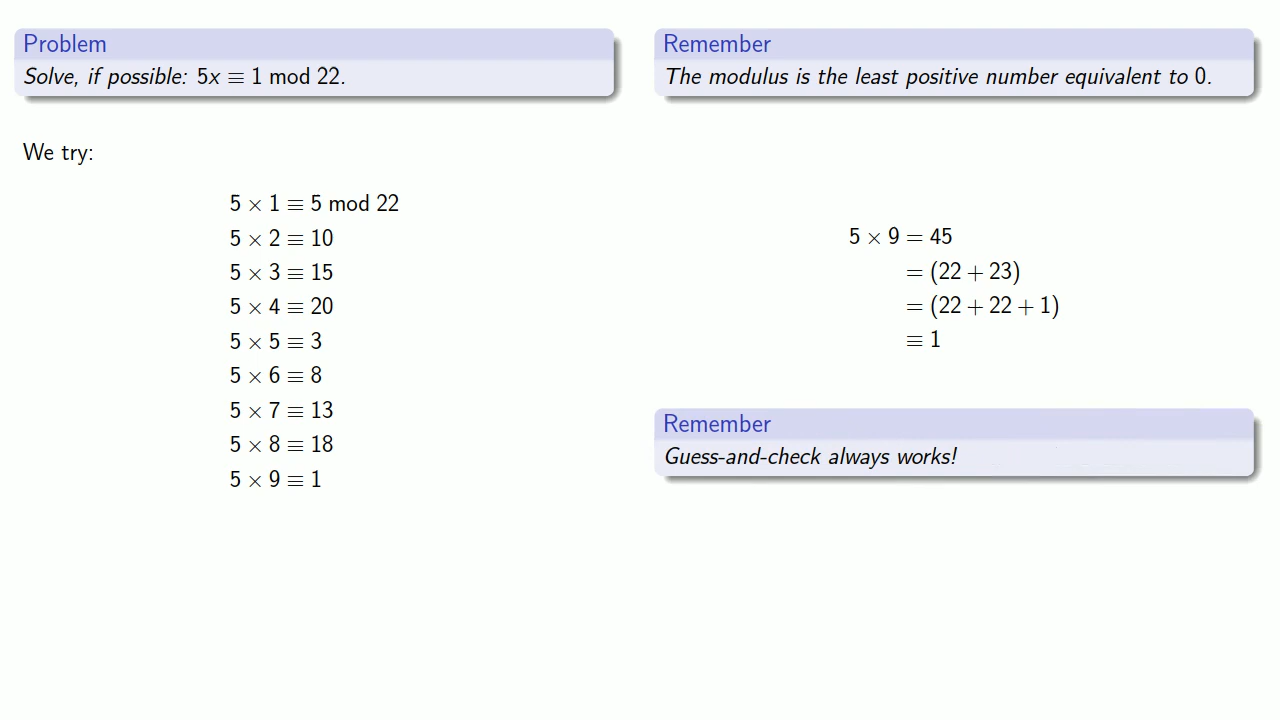 Problem
Solve, if possible: 5x ≡ 1 mod 22.
We try:
5 × 1 ≡ 5 mod 22
5 × 2 ≡ 10
5 × 3 ≡ 15
5 × 4 ≡ 20
5 × 5 ≡ 3
5 × 6 ≡ 8
5 × 7 ≡ 13
5 × 8 ≡ 18
5 × 9 ≡ 1
Remember
The modulus is the least positive number equivalent to 0.
5 × 9 = 45
= (22 + 23)
= (22 + 22 + 1)
≡ 1
Remember
Guess-and-check always works!